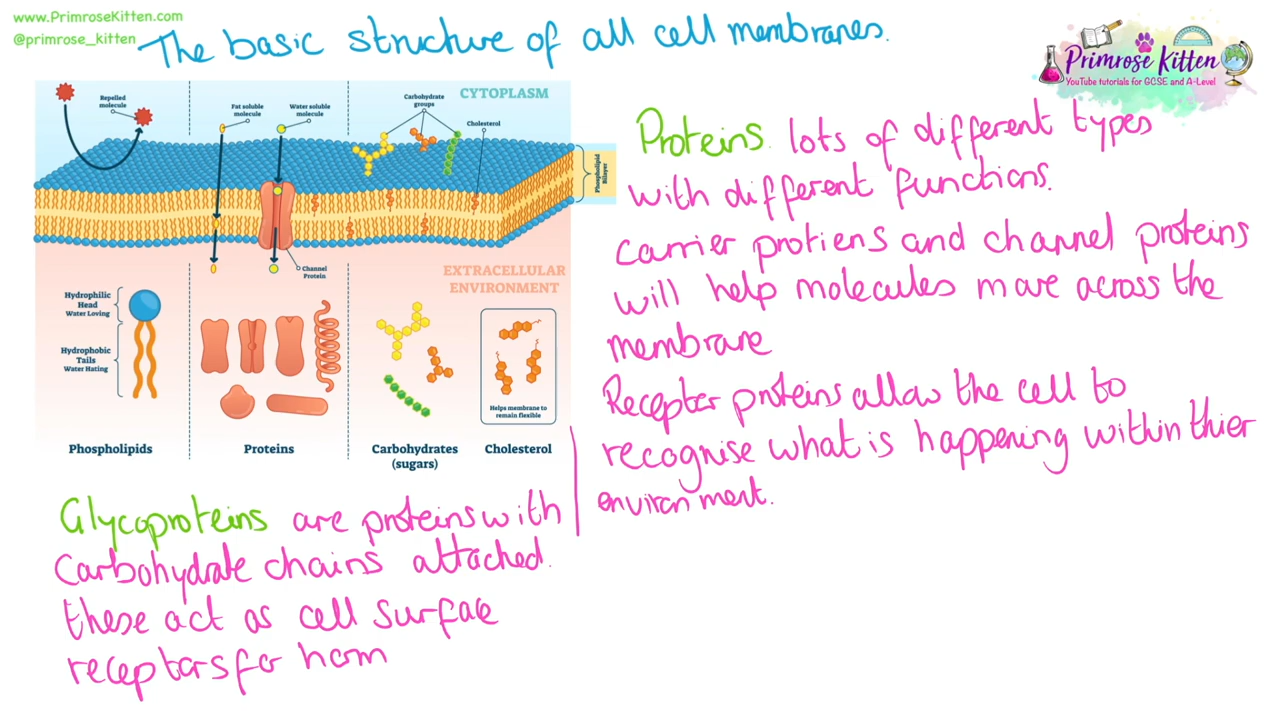 www.PrimroseKitten.com
@primrose_kitten
The basic structure of all cell membranes.
Primrose Kitten
YouTube tutorials for GCSE and A-Level
Repelled
molecule
Fat soluble
molecule
Water soluble
molecule
Carbohydrate
groups
CYTOPLASM
Cholesterol
Phospholipid
Bilayer
Channel
Protein
EXTRACELLULAR
ENVIRONMENT
Hydrophilic
Head
Water Loving
Hydrophobic
Tails
Water Hating
Helps membrane to
remain flexible
Phospholipids
Proteins
Carbohydrates
(sugars)
Cholesterol
Proteins. lots of different types
with different functions.
carrier protiens and channel proteins
will help molecules move across the
membrane
Receptor proteins allow the cell to
recognise what is happening within thier
environment.
Glycoproteins are proteins with
Carbohydrate chains attached.
these act as cell surface
receptors for horm